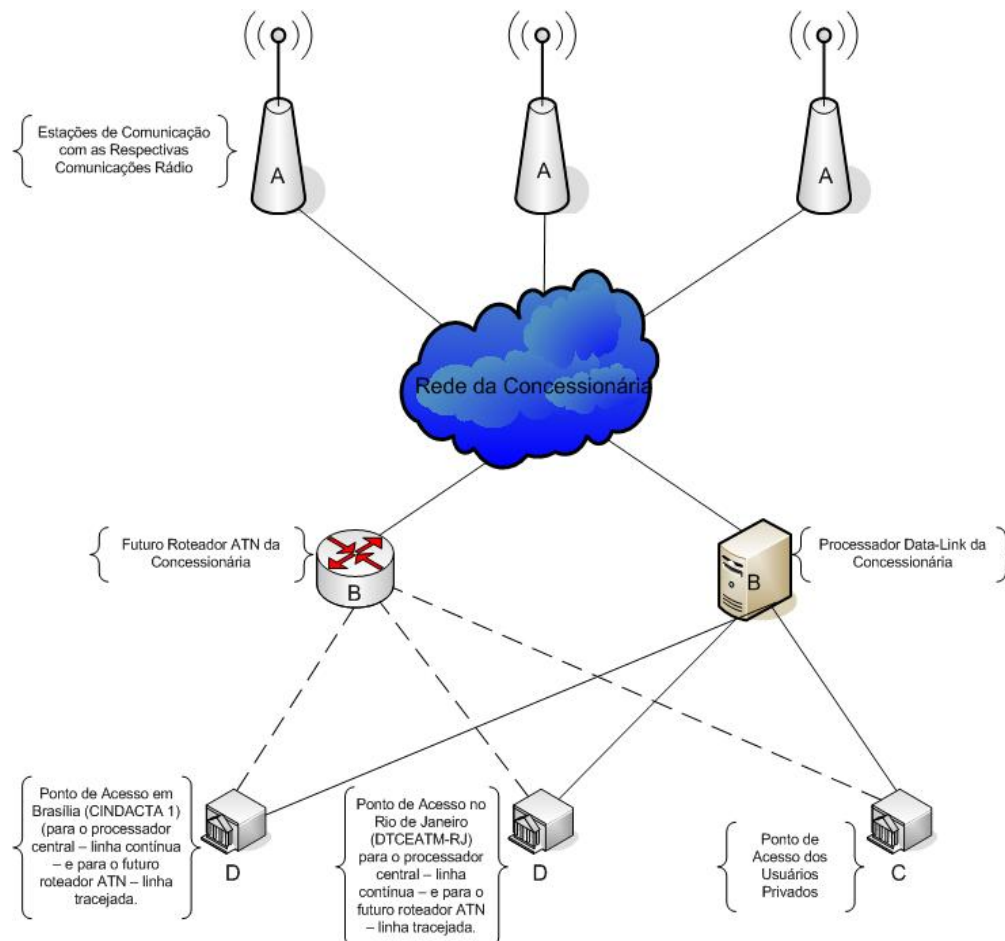 Estações de Comunicação
com as Respectivas
Comunicações Rádio
A
A
A
Rede da Concessionária
Futuro Roteador ATN da
Concessionária
B
B
Processador Data-Link da
Concessionária
Ponto de Acesso em
Brasília (CINDACTA 1)
(para o processador
central – linha contínua
– e para o futuro
roteador ATN – linha
tracejada.
D
Ponto de Acesso no
Rio de Janeiro
(DTCEATM-RJ)
para o processador
central – linha
contínua – e para o
futuro roteador ATN
– linha tracejada.
D
Ponto de
Acesso dos
Usuários
Privados
C